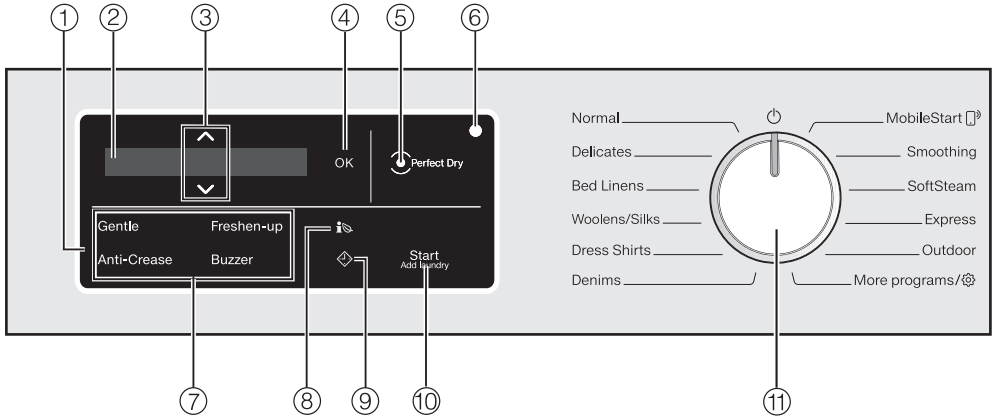 ① ② ③ ④ ⑤ ⑥
OK
Perfect Dry
Gentle Freshen-up
Anti-Crease Buzzer
Start
Add laundry
Normal
Delicates
Bed Linens
Woolens/Silks
Dress Shirts
Denims
MobileStart
Smoothing
SoftSteam
Express
Outdoor
More programs/
⑦ ⑧ ⑨ ⑩ ⑪